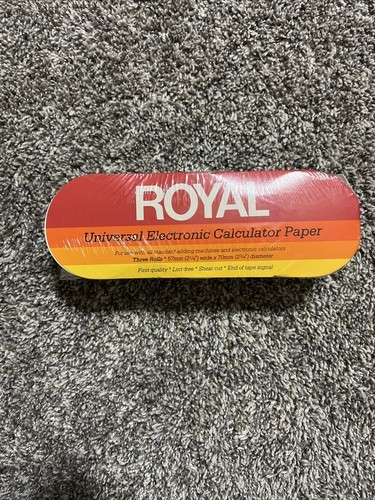 ROYAL
Universal Electronic Calculator Paper
For use with all standard adding machines and electronic calculators
Three Rolls * 57mm (2¼") wide x 70mm (2¾") diameter
First quality * Lint-free * Shear cut * End of tape signal